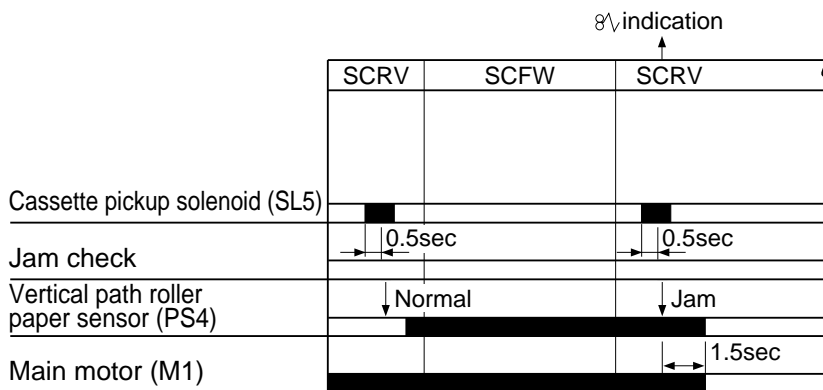 indication
SCRV SCFW SCRV
Cassette pickup solenoid (SL5)
0.5sec 0.5sec
Jam check
Vertical path roller
paper sensor (PS4)
Normal Jam
1.5sec
Main motor (M1)